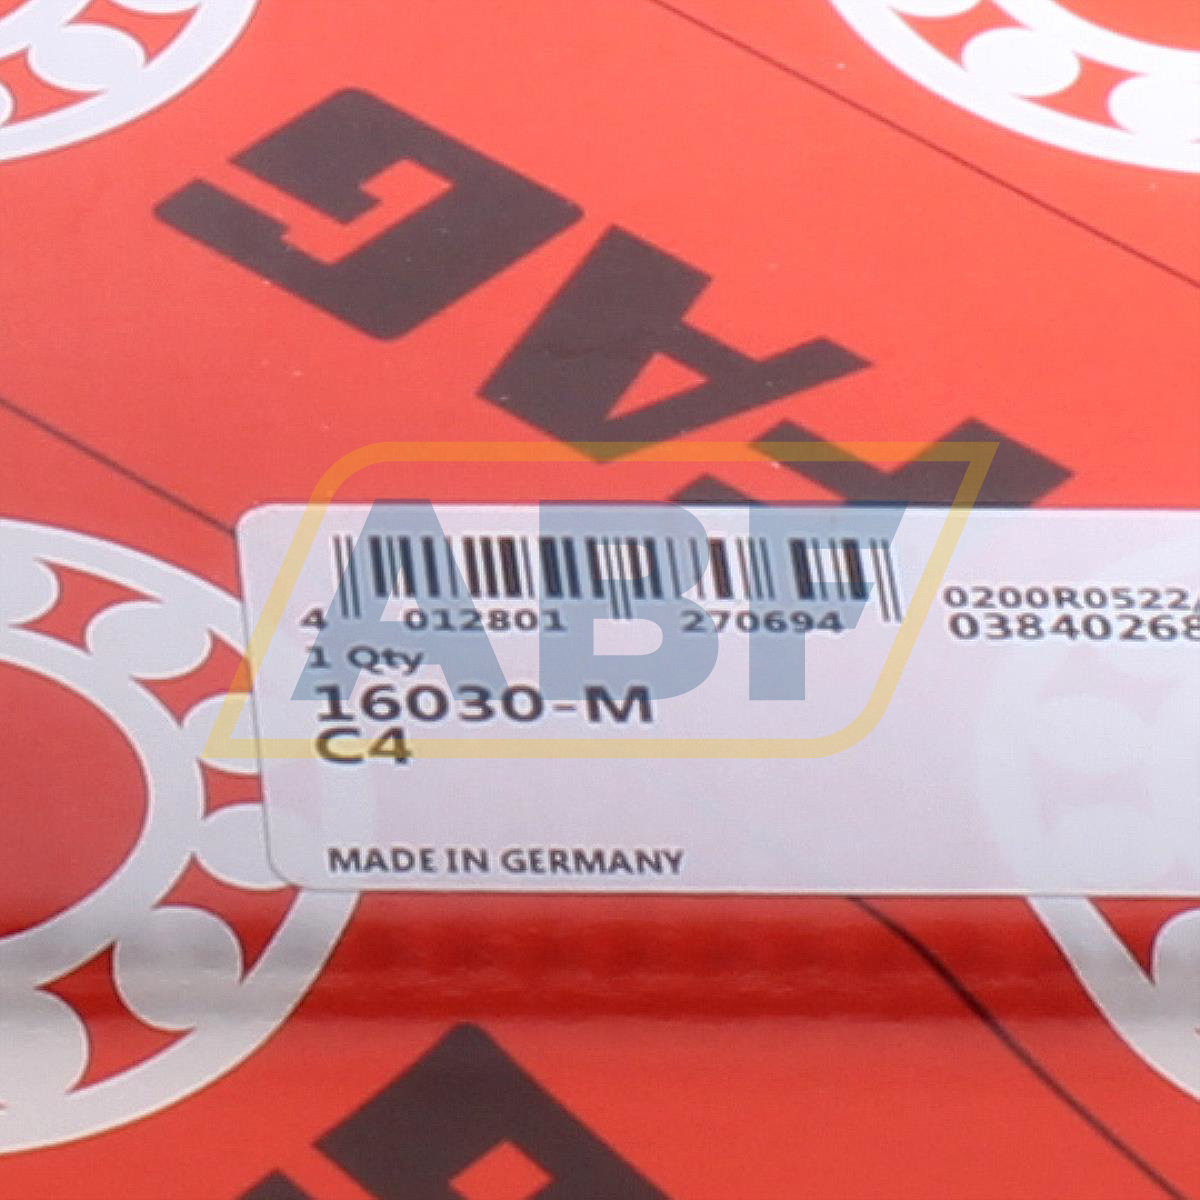 FAG
ABF
4 012801 270694
0200R0522
03840268
1 Qty
16030-M
C4
MADE IN GERMANY